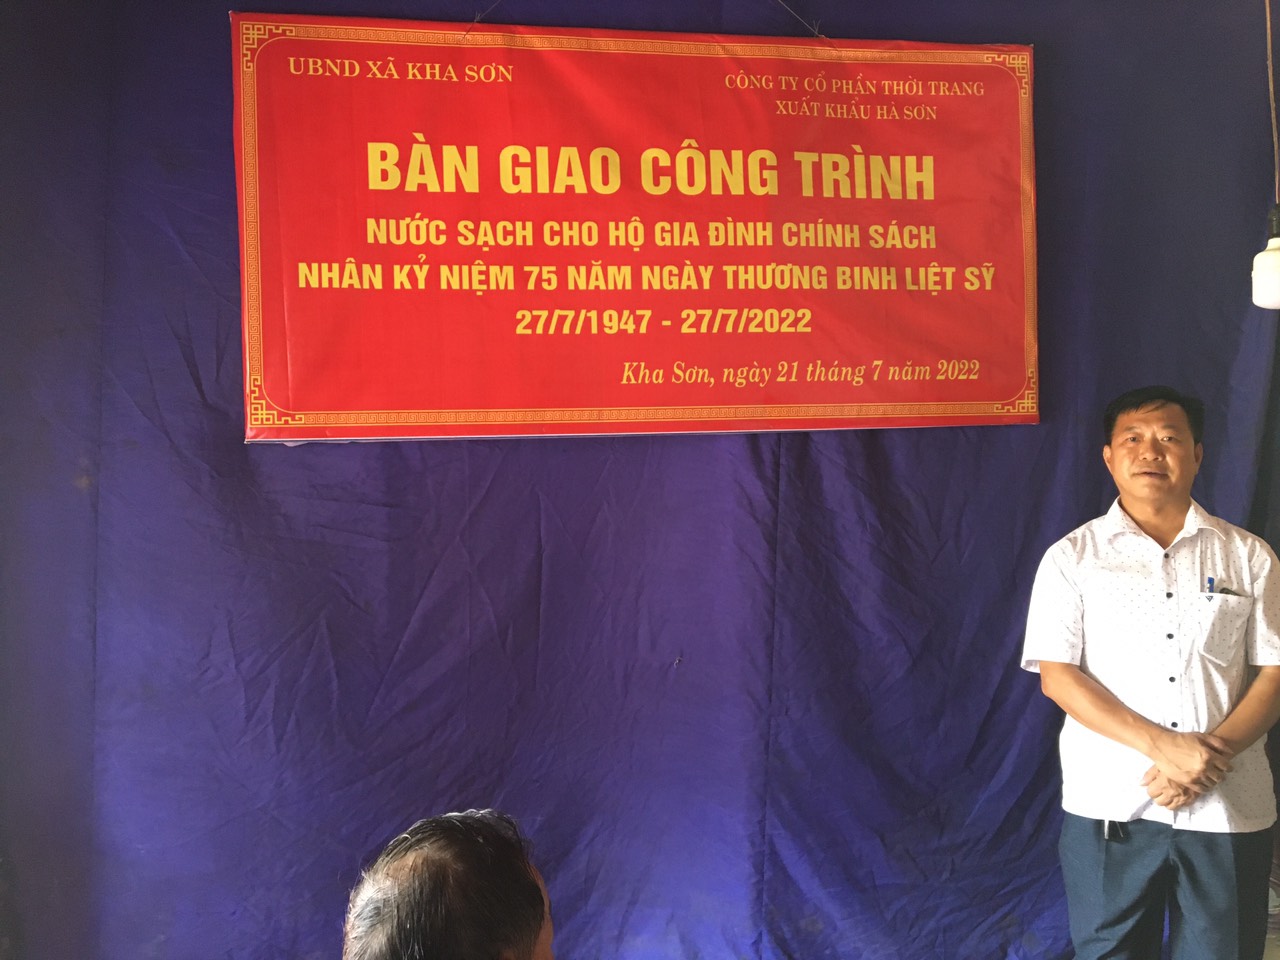 UBND XÃ KHA SƠN
CÔNG TY CỔ PHẦN THỜI TRANG
XUẤT KHẨU HÀ SƠN
BÀN GIAO CÔNG TRÌNH
NƯỚC SẠCH CHO HỘ GIA ĐÌNH CHÍNH SÁCH
NHÂN KỶ NIỆM 75 NĂM NGÀY THƯƠNG BINH LIỆT SỸ
27/7/1947 - 27/7/2022
Kha Sơn, ngày 21 tháng 7 năm 2022